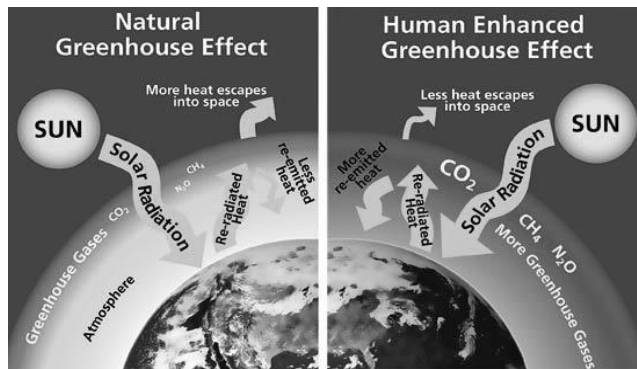 Natural
Greenhouse Effect
More heat escapes
into space
SUN
Solar Radiation
CH4
N2O
CO2
Less
re-emitted
heat
Re-radiated
Heat
Greenhouse Gases
Atmosphere
Human Enhanced
Greenhouse Effect
Less heat escapes
into space
SUN
More
re-emitted
heat
Re-radiated
Heat
CO2
Solar Radiation
CH4
N2O
More Greenhouse Gases